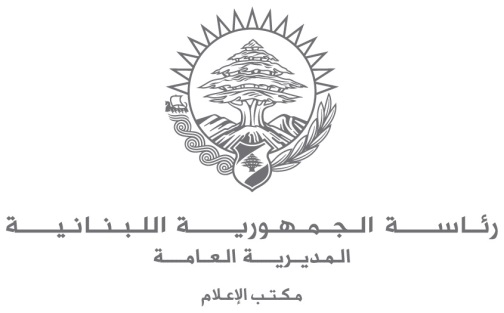 رئاسة الجمهورية اللبنانية
المديرية العامة
مكتب الإعلام